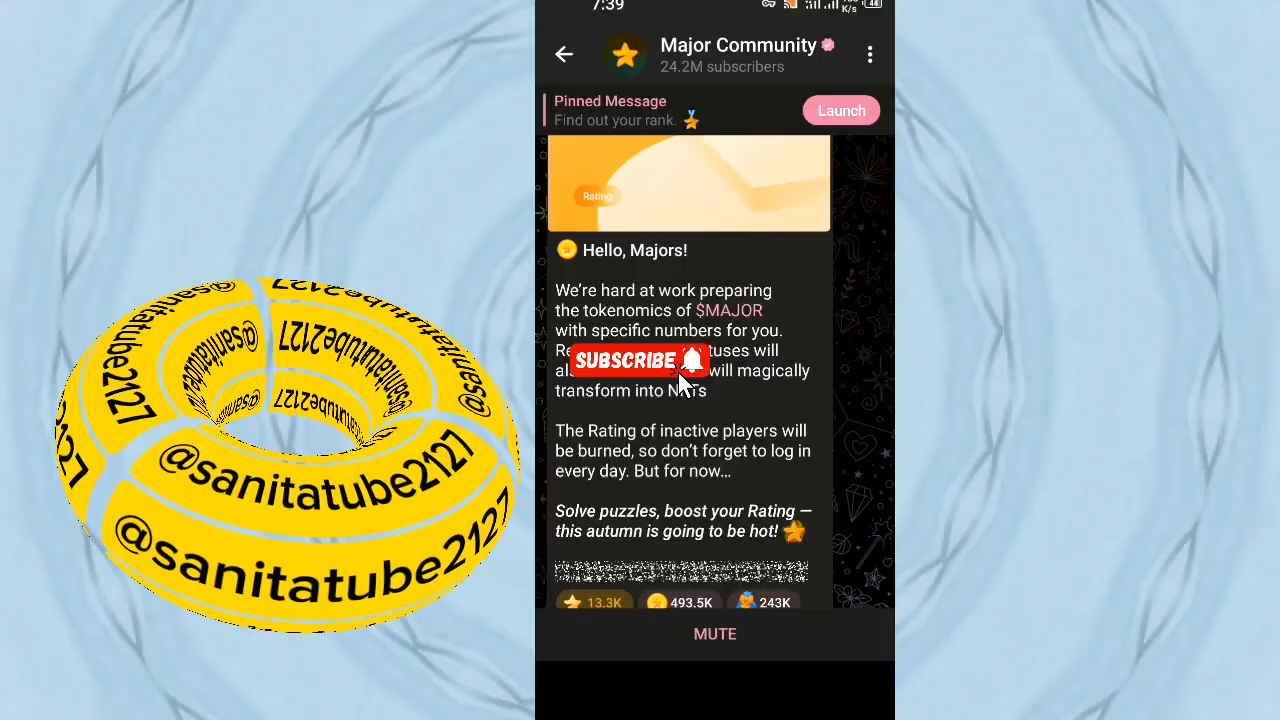 7:39
K/s
44
Major Community
24.2M subscribers
Pinned Message
Find out your rank.
Launch
Rating
Hello, Majors!
We're hard at work preparing
the tokenomics of $MAJOR
with specific numbers for you.
SUBSCRIBE
will
will magically
transform into
The Rating of inactive players will
be burned, so don't forget to log in
every day. But for now…
Solve puzzles, boost your Rating —
this autumn is going to be hot!
13.3K
493.5K
243K
MUTE
@sanitatube2127
@sanitatube2127
@sanitatube2127